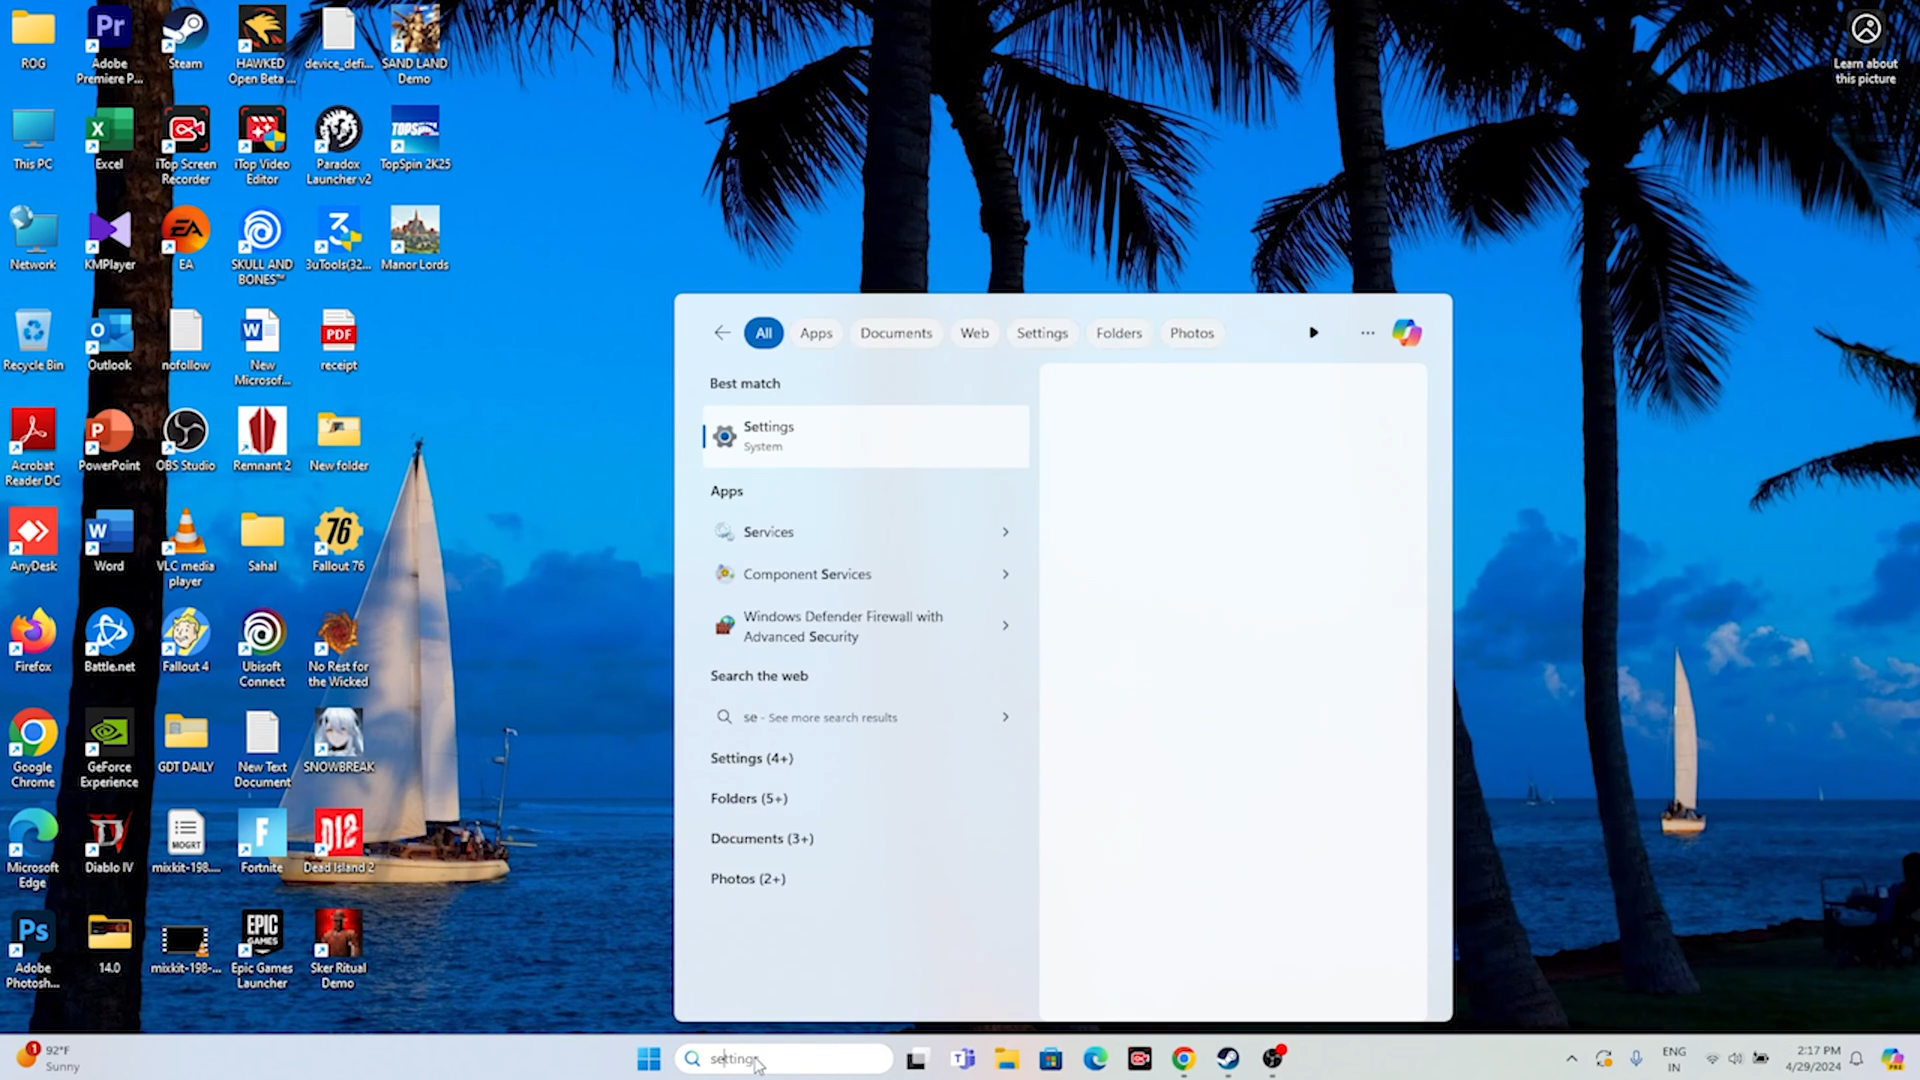 ROG
Adobe
Premiere P...
Steam
HAWKED
Open Beta ...
device_defi...
SAND LAND
Demo
Learn about
this picture
This PC
Excel
iTop Screen
Recorder
iTop Video
Editor
Paradox
Launcher v2
TopSpin 2K25
Network
KMPlayer
EA
SKULL AND
BONES™
3uTools(32...
Manor Lords
Recycle Bin
Outlook
nofollow
New
Microsof...
receipt
Acrobat
Reader DC
PowerPoint
OBS Studio
Remnant 2
New folder
AnyDesk
Word
VLC media
player
Sahal
Fallout 76
Firefox
Battle.net
Fallout 4
Ubisoft
Connect
No Rest for
the Wicked
Google
Chrome
GeForce
Experience
GDT DAILY
New Text
Document
SNOWBREAK
Microsoft
Edge
Diablo IV
mixkit-198....
Fortnite
Dead Island 2
Adobe
Photosh...
14.0
mixkit-198-...
Epic Games
Launcher
Sker Ritual
Demo
All
Apps
Documents
Web
Settings
Folders
Photos
Best match
Settings
System
Apps
Services
Component Services
Windows Defender Firewall with
Advanced Security
Search the web
se - See more search results
Settings (4+)
Folders (5+)
Documents (3+)
Photos (2+)
1
92°F
Sunny
settings
ENG
IN
2:17 PM
4/29/2024